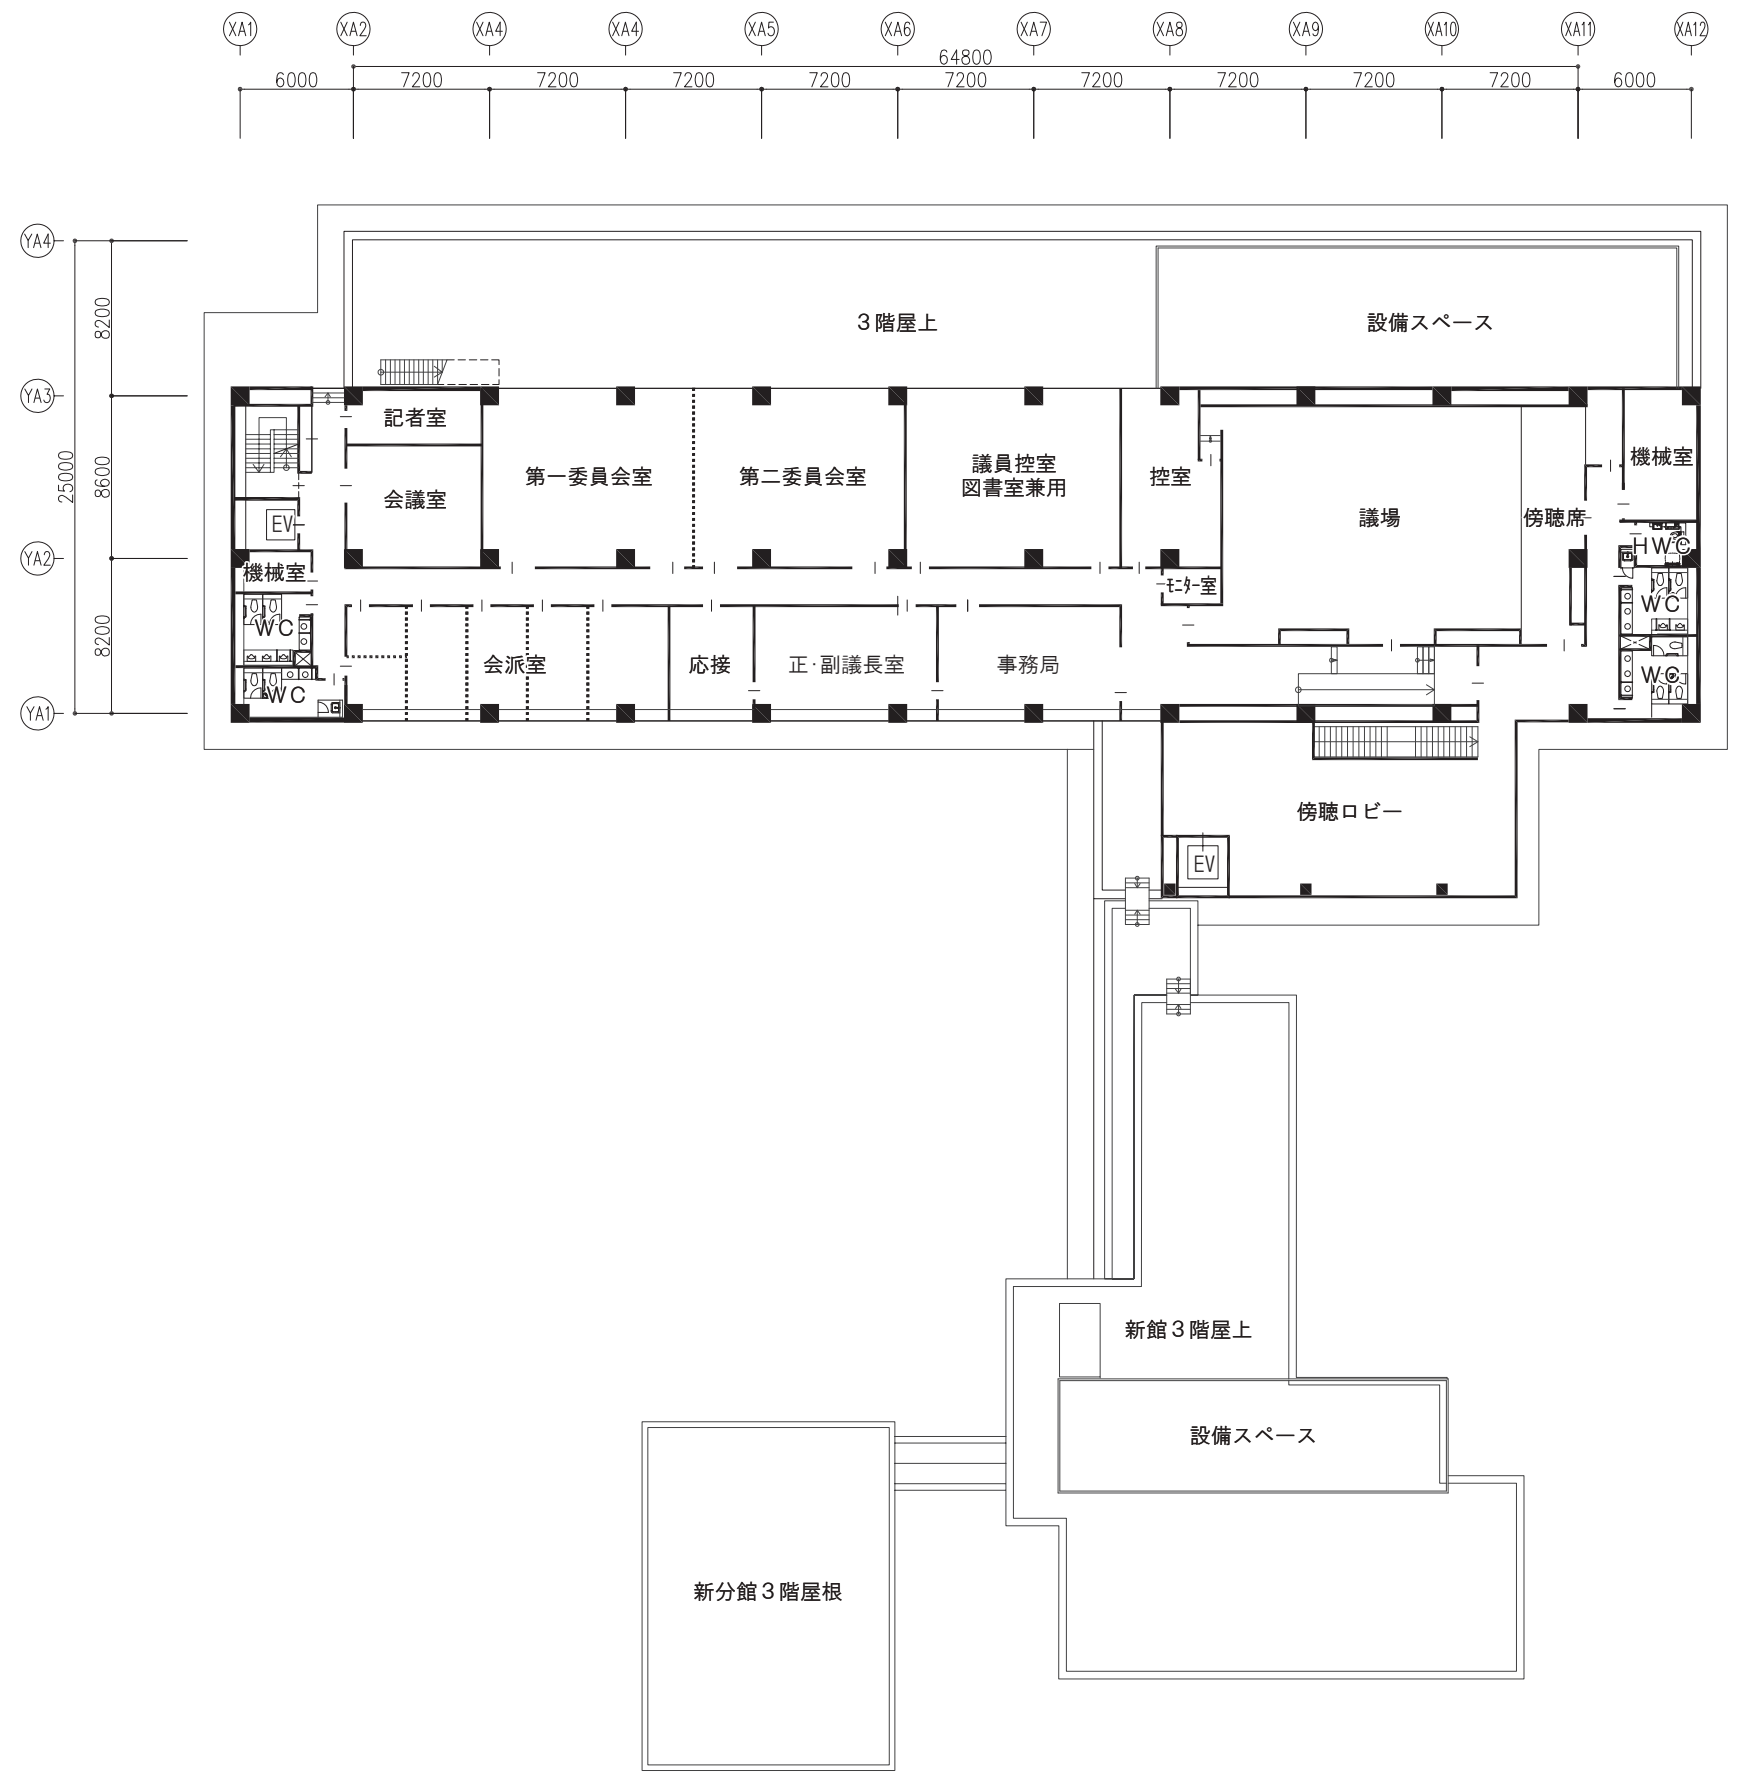 XA1 XA2 XA4 XA4 XA5 XA6 XA7 XA8 XA9 XA10 XA11 XA12
64800
6000 7200 7200 7200 7200 7200 7200 7200 7200 7200 6000
YA4
YA3
YA2
YA1
8200
8600
8200
25000
3階屋上
設備スペース
記者室
会議室
第一委員会室
第二委員会室
議員控室
図書室兼用
控室
議場
傍聴席
機械室
EV
機械室
モニター室
HWC
WC
WC
WC
WC
会派室
応接
正・副議長室
事務局
傍聴ロビー
EV
新館3階屋上
設備スペース
新分館3階屋根